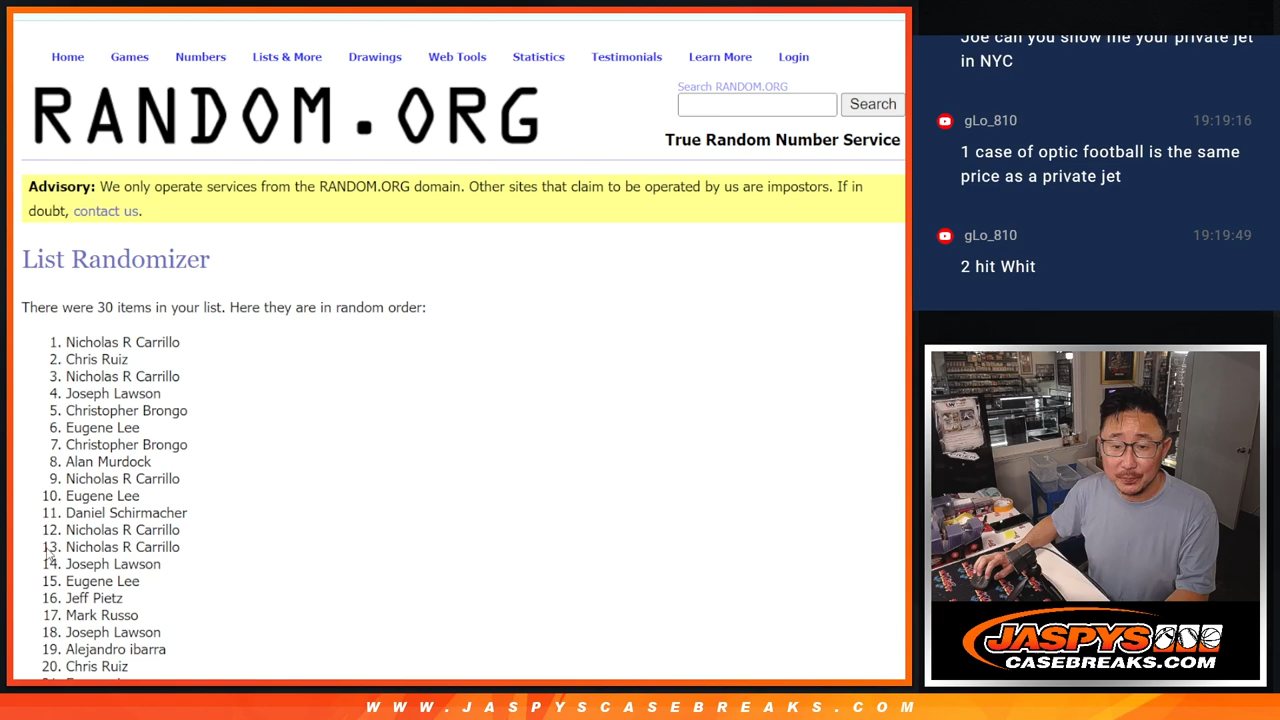 Home Games Numbers Lists & More Drawings Web Tools Statistics Testimonials Learn More Login
RANDOM.ORG
Search RANDOM.ORG
Search
True Random Number Service
Advisory: We only operate services from the RANDOM.ORG domain. Other sites that claim to be operated by us are impostors. If in
doubt, contact us.
List Randomizer
There were 30 items in your list. Here they are in random order:
1. Nicholas R Carrillo
2. Chris Ruiz
3. Nicholas R Carrillo
4. Joseph Lawson
5. Christopher Brongo
6. Eugene Lee
7. Christopher Brongo
8. Alan Murdock
9. Nicholas R Carrillo
10. Eugene Lee
11. Daniel Schirmacher
12. Nicholas R Carrillo
13. Nicholas R Carrillo
14. Joseph Lawson
15. Eugene Lee
16. Jeff Pietz
17. Mark Russo
18. Joseph Lawson
19. Alejandro ibarra
20. Chris Ruiz
Joe can you show me your private jet
in NYC
gLo_810 19:19:16
1 case of optic football is the same
price as a private jet
gLo_810 19:19:49
2 hit Whit
JASPYS
CASEBREAKS.COM
WWW.JASPYSCASEBREAKS.COM